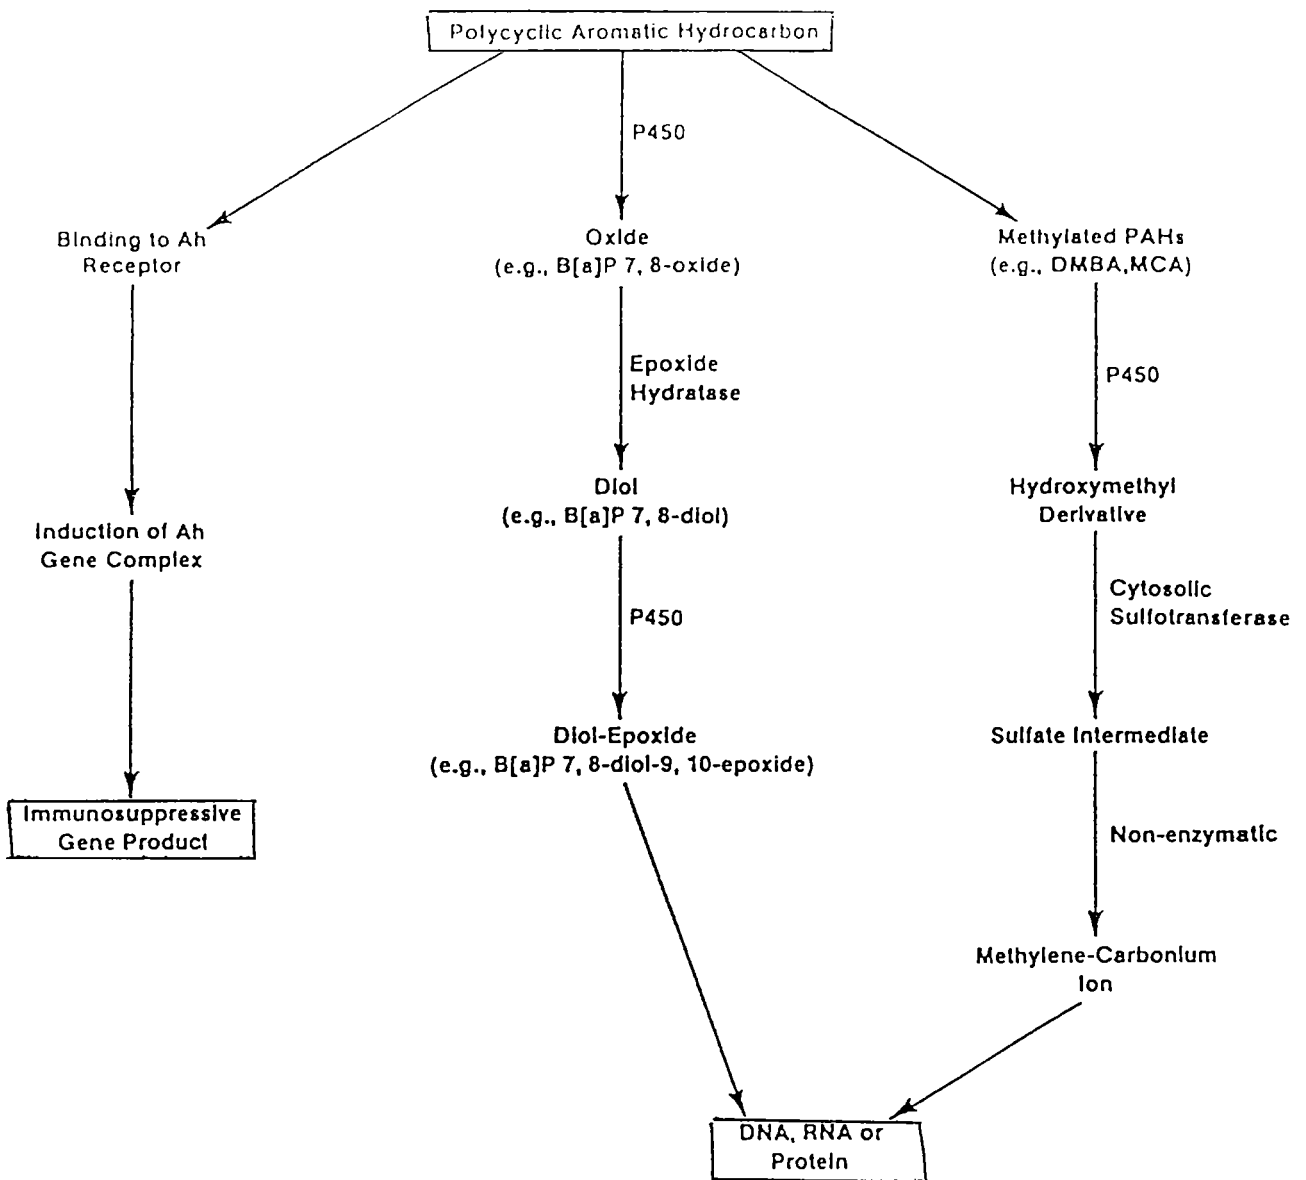 Polycyclic Aromatic Hydrocarbon
P450
Binding to Ah
Receptor
Oxide
(e.g., B[a]P 7, 8-oxide)
Methylated PAHs
(e.g., DMBA,MCA)
Epoxide
Hydratase
P450
Induction of Ah
Gene Complex
Diol
(e.g., B[a]P 7, 8-diol)
Hydroxymethyl
Derivative
P450
Cytosolic
Sulfotransferase
Diol-Epoxide
(e.g., B[a]P 7, 8-diol-9, 10-epoxide)
Sulfate Intermediate
Immunosuppressive
Gene Product
Non-enzymatic
Methylene-Carbonium
Ion
DNA, RNA or
Protein